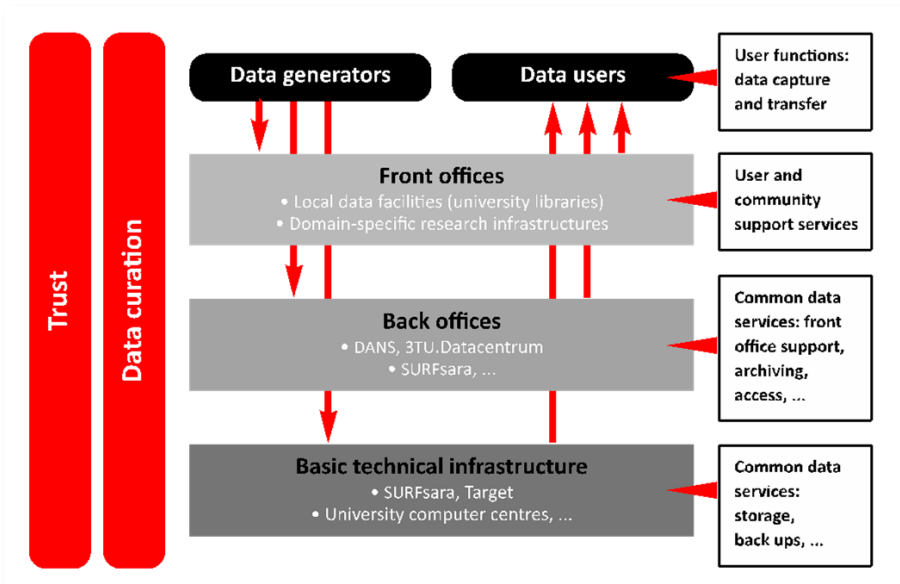 Trust
Data curation
Data generators
Data users
User functions:
data capture
and transfer
Front offices
• Local data facilities (university libraries)
• Domain-specific research infrastructures
User and
community
support services
Back offices
• DANS, 3TU.Datacentrum
• SURFsara, ...
Common data
services: front
office support,
archiving,
access, ...
Basic technical infrastructure
• SURFsara, Target
• University computer centres, ...
Common data
services:
storage,
back ups, ...